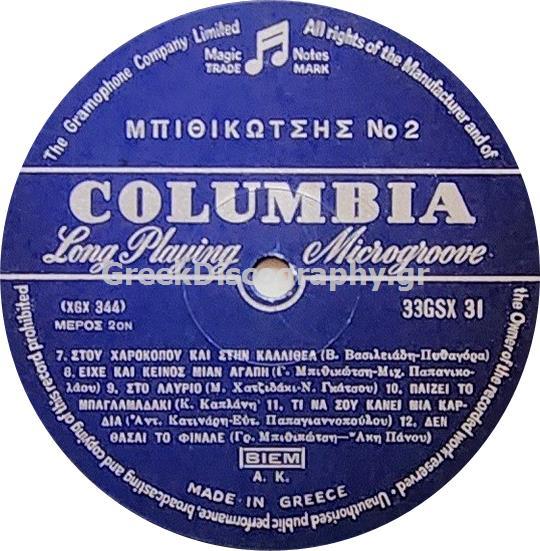 The Gramophone Company Limited
All rights of the Manufacturer and of
the Owner of the recorded work reserved · Unauthorised public performance, broadcasting and copying of this record prohibited
Magic Notes
TRADE MARK
ΜΠΙΘΙΚΩΤΣΗΣ No 2
COLUMBIA
Long Playing Microgroove
GreekDiscography.gr
(XGX 344)
33GSX 31
ΜΕΡΟΣ 2ΟΝ
7. ΣΤΟΥ ΧΑΡΟΚΟΠΟΥ ΚΑΙ ΣΤΗΝ ΚΑΛΛΙΘΕΑ (Β. Βασιλειάδη-Πυθαγόρα)
8. ΕΙΧΕ ΚΑΙ ΚΕΙΝΟΣ ΜΙΑΝ ΑΓΑΠΗ (Γ. Μπιθικώτση-Μιχ. Παπανικο-
λάου) 9. ΣΤΟ ΛΑΥΡΙΟ (Μ. Χατζιδάκι-Ν. Γκάτσου) 10. ΠΑΙΖΕΙ ΤΟ
ΜΠΑΓΛΑΜΑΔΑΚΙ (Κ. Καπλάνη) 11. ΤΙ ΝΑ ΣΟΥ ΚΑΝΕΙ ΜΙΑ ΚΑΡ-
ΔΙΑ (Ἀντ. Κατινάρη-Εὐτ. Παπαγιαννοπούλου) 12. ΔΕΝ
ΘΑΣΑΙ ΤΟ ΦΙΝΑΛΕ (Γρ. Μπιθικώτση-Ἄκη Πάνου)
BIEM
A. K.
MADE IN GREECE